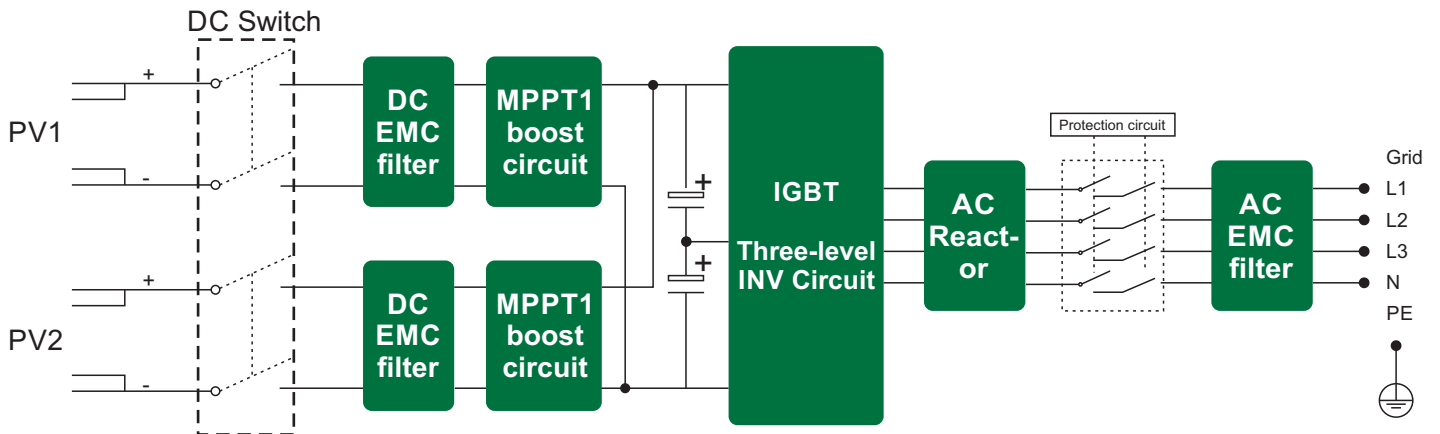 DC Switch
PV1
+
-
DC
EMC
filter
MPPT1
boost
circuit
PV2
+
-
DC
EMC
filter
MPPT1
boost
circuit
+
+
IGBT
Three-level
INV Circuit
AC
React-
or
Protection circuit
AC
EMC
filter
Grid
L1
L2
L3
N
PE